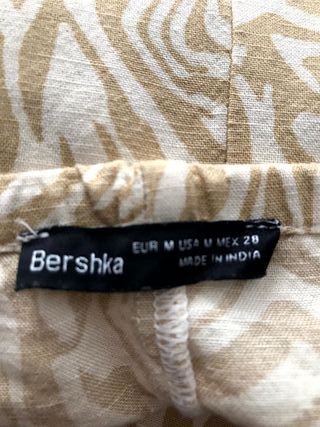 Bershka
EUR M USA M MEX 28
MADE IN INDIA